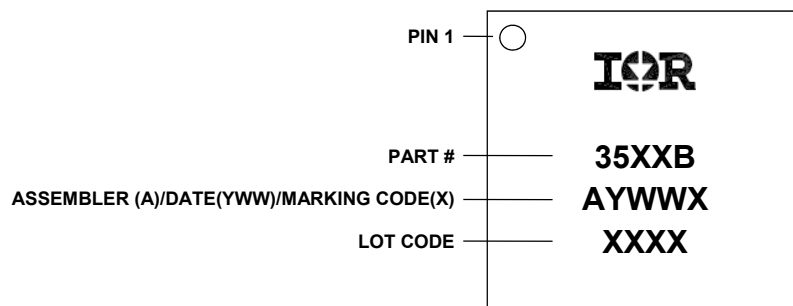 PIN 1
IOR
PART # 35XXB
ASSEMBLER (A)/DATE(YWW)/MARKING CODE(X) AYWWX
LOT CODE XXXX